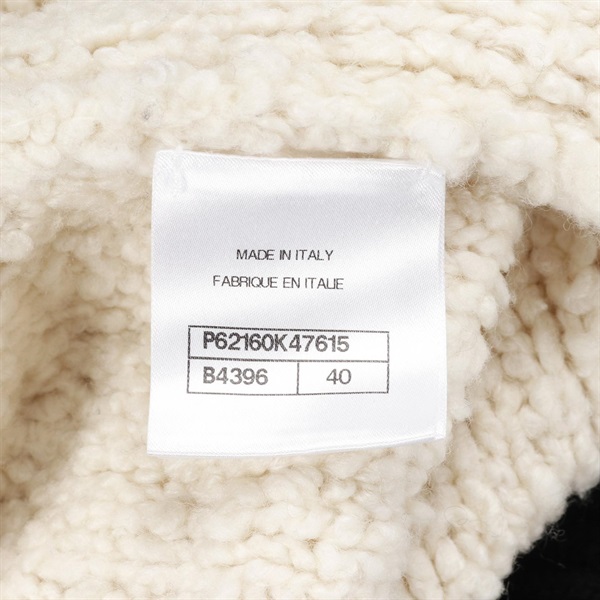 MADE IN ITALY
FABRIQUE EN ITALIE
P62160K47615
B4396 40